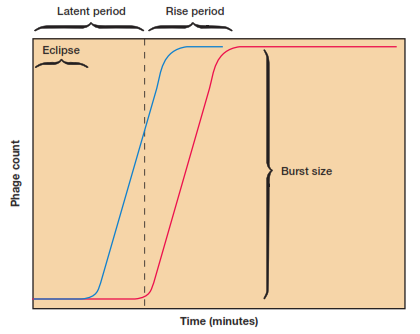 Latent period
Rise period
Eclipse
Phage count
Burst size
Time (minutes)